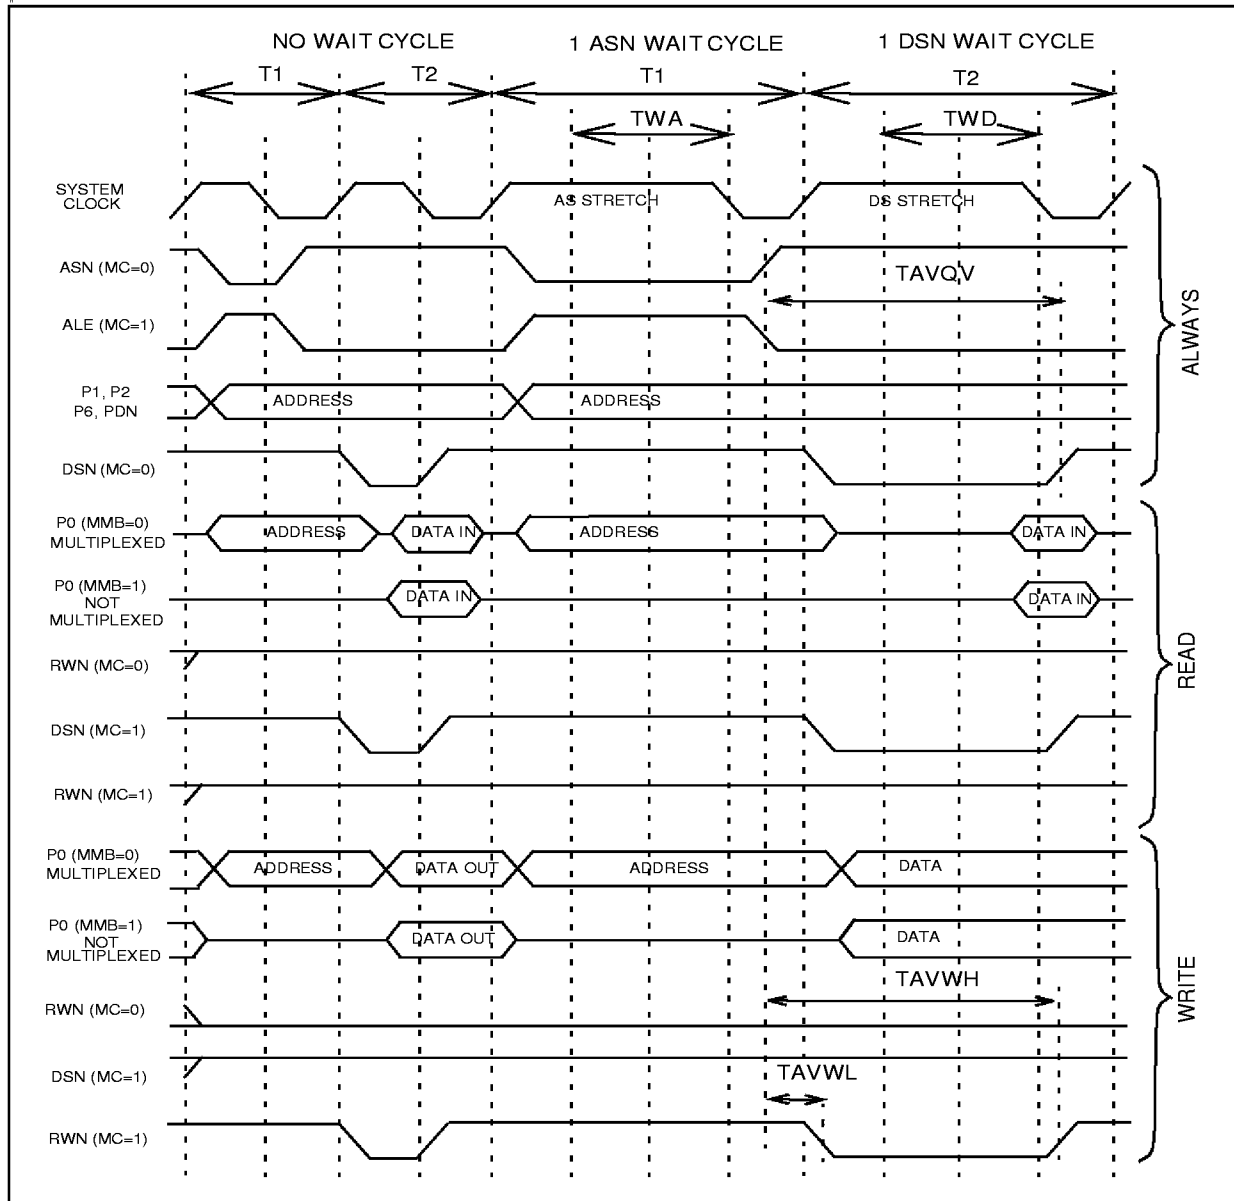 NO WAIT CYCLE 1 ASN WAIT CYCLE 1 DSN WAIT CYCLE
T1 T2 T1 T2
TWA TWD
SYSTEM
CLOCK
AS STRETCH DS STRETCH
ASN (MC=0)
TAVQV
ALE (MC=1)
P1, P2
P6, PDN
ADDRESS ADDRESS
DSN (MC=0)
ALWAYS
P0 (MMB=0)
MULTIPLEXED
ADDRESS DATA IN ADDRESS DATA IN
P0 (MMB=1)
NOT
MULTIPLEXED
DATA IN DATA IN
RWN (MC=0)
DSN (MC=1)
RWN (MC=1)
READ
P0 (MMB=0)
MULTIPLEXED
ADDRESS DATA OUT ADDRESS DATA
P0 (MMB=1)
NOT
MULTIPLEXED
DATA OUT DATA
TAVWH
RWN (MC=0)
DSN (MC=1)
TAVWL
RWN (MC=1)
WRITE